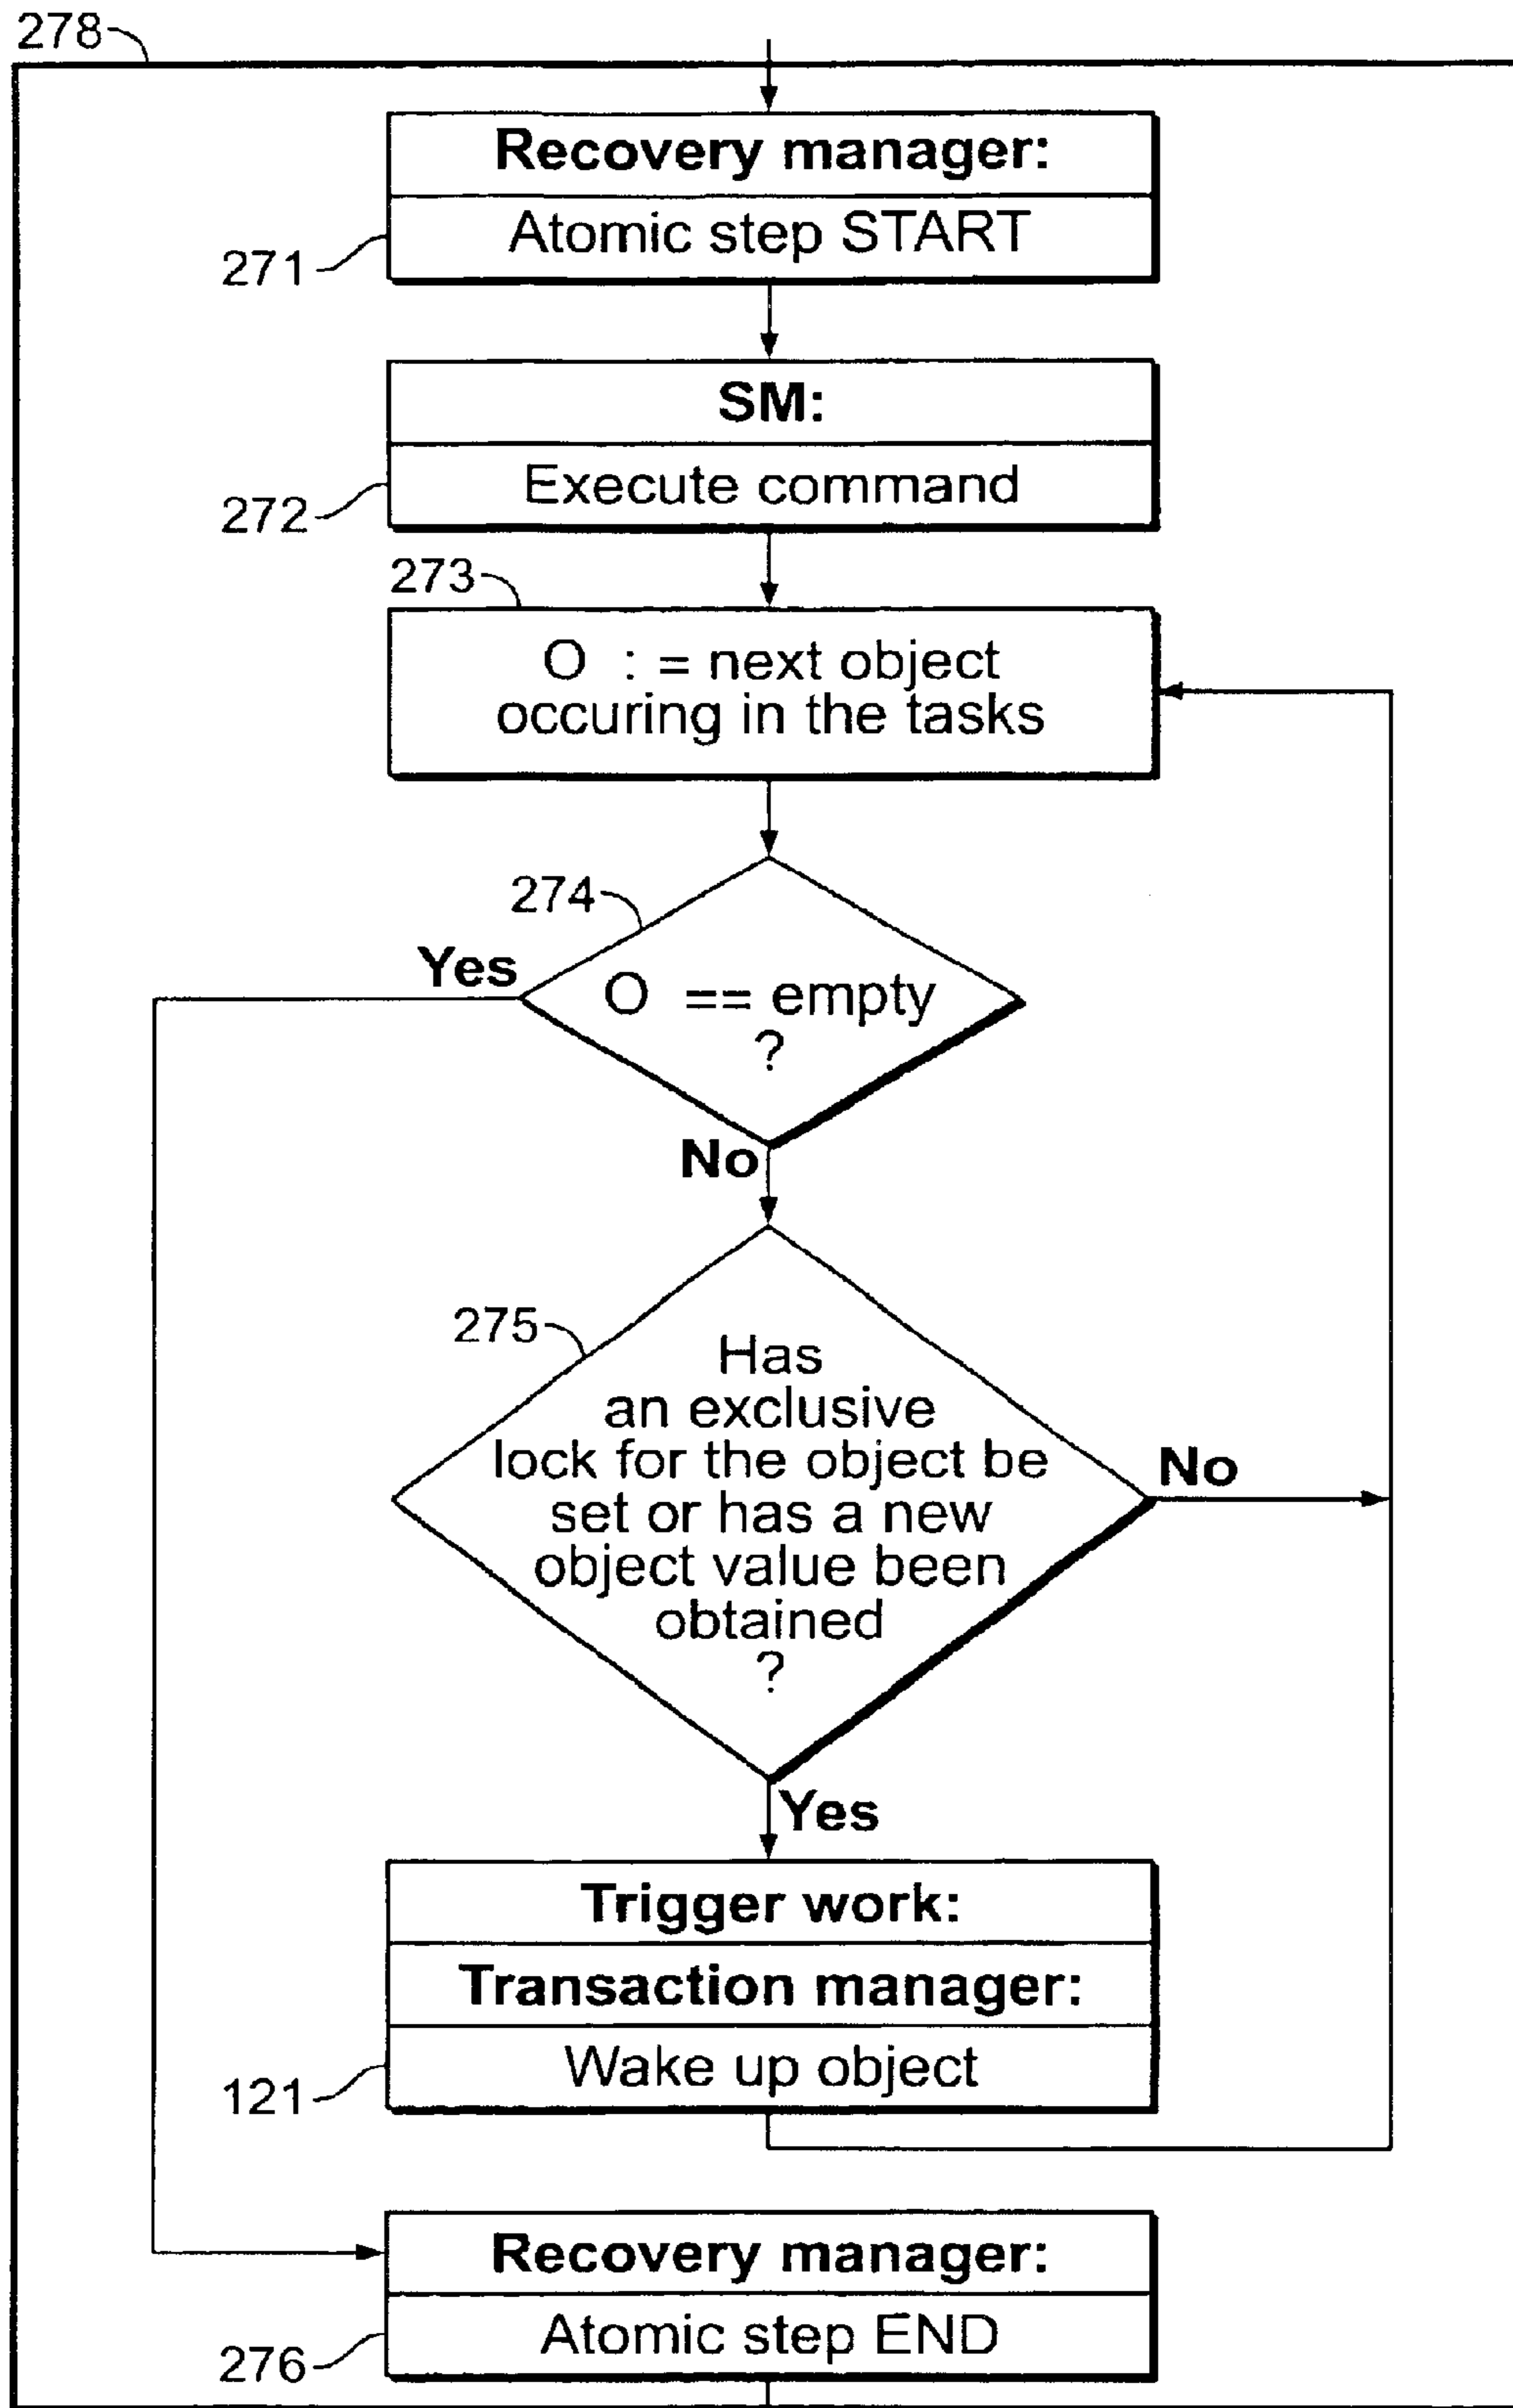 278
Recovery manager:
Atomic step START
271
SM:
Execute command
272
273
O : = next object
occuring in the tasks
274
Yes
O == empty
?
No
275
Has
an exclusive
lock for the object be
set or has a new
object value been
obtained
?
No
Yes
Trigger work:
Transaction manager:
Wake up object
121
Recovery manager:
Atomic step END
276